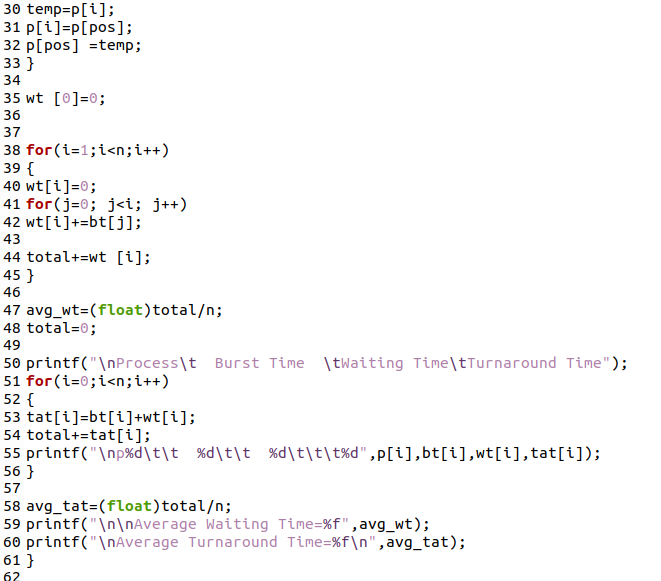 30 temp=p[i];
31 p[i]=p[pos];
32 p[pos] =temp;
33 }
34
35 wt [0]=0;
36
37
38 for(i=1;i<n;i++)
39 {
40 wt[i]=0;
41 for(j=0; j<i; j++)
42 wt[i]+=bt[j];
43
44 total+=wt [i];
45 }
46
47 avg_wt=(float)total/n;
48 total=0;
49
50 printf("\nProcess\t  Burst Time  \tWaiting Time\tTurnaround Time");
51 for(i=0;i<n;i++)
52 {
53 tat[i]=bt[i]+wt[i];
54 total+=tat[i];
55 printf("\np%d\t\t  %d\t\t  %d\t\t\t%d",p[i],bt[i],wt[i],tat[i]);
56 }
57
58 avg_tat=(float)total/n;
59 printf("\n\nAverage Waiting Time=%f",avg_wt);
60 printf("\nAverage Turnaround Time=%f\n",avg_tat);
61 }
62